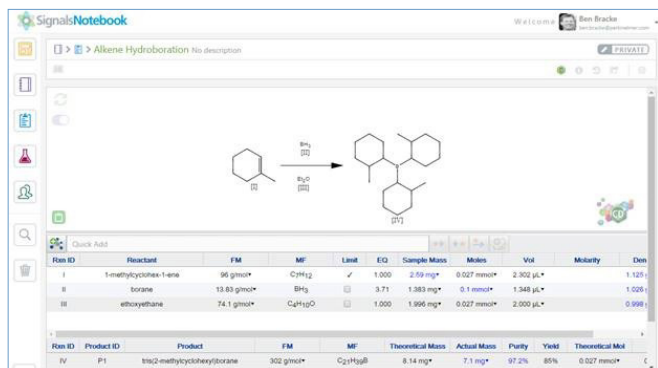 SignalsNotebook
Welcome Ben Bracke
> > Alkene Hydroboration No description PRIVATE
BH3
[II]
Et2O
[III]
[I]
B
[IV]
Quick Add
Rxn ID Reactant FM MF Limit EQ Sample Mass Moles Vol Molarity Den
I 1-methylcyclohex-1-ene 96 g/mol C7H12 ✓ 1.000 2.59 mg 0.027 mmol 2.302 µL 1.125
II borane 13.83 g/mol BH3 3.71 1.383 mg 0.1 mmol 1.348 µL 1.026
III ethoxyethane 74.1 g/mol C4H10O 1.000 1.996 mg 0.027 mmol 2.000 µL 0.998
Rxn ID Product ID Product FM MF Theoretical Mass Actual Mass Purity Yield Theoretical Mol
IV P1 tris(2-methylcyclohexyl)borane 302 g/mol C21H39B 8.14 mg 7.1 mg 97.2% 85% 0.027 mmol